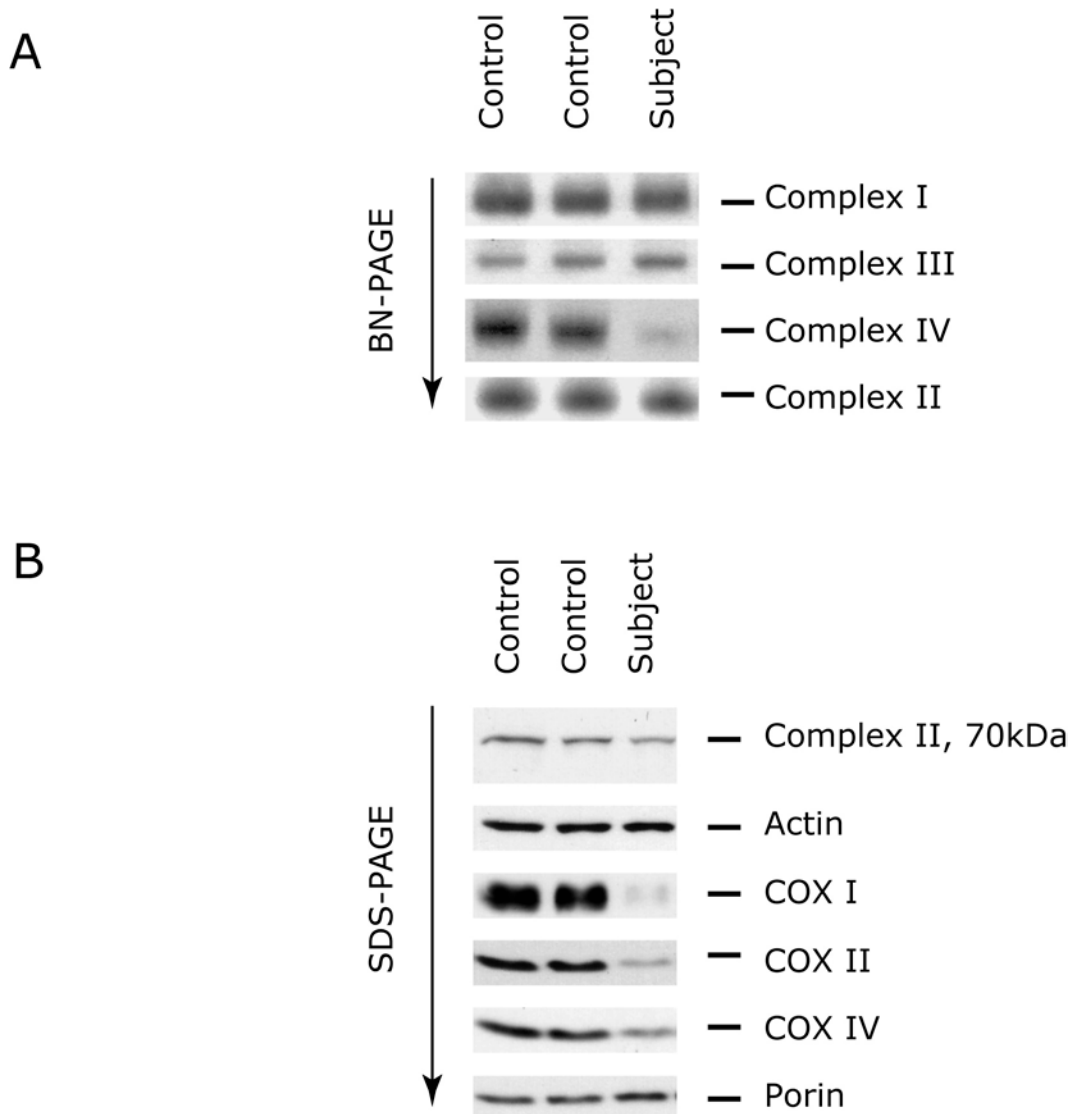 A
Control
Control
Subject
BN-PAGE
Complex I
Complex III
Complex IV
Complex II
B
Control
Control
Subject
SDS-PAGE
Complex II, 70kDa
Actin
COX I
COX II
COX IV
Porin